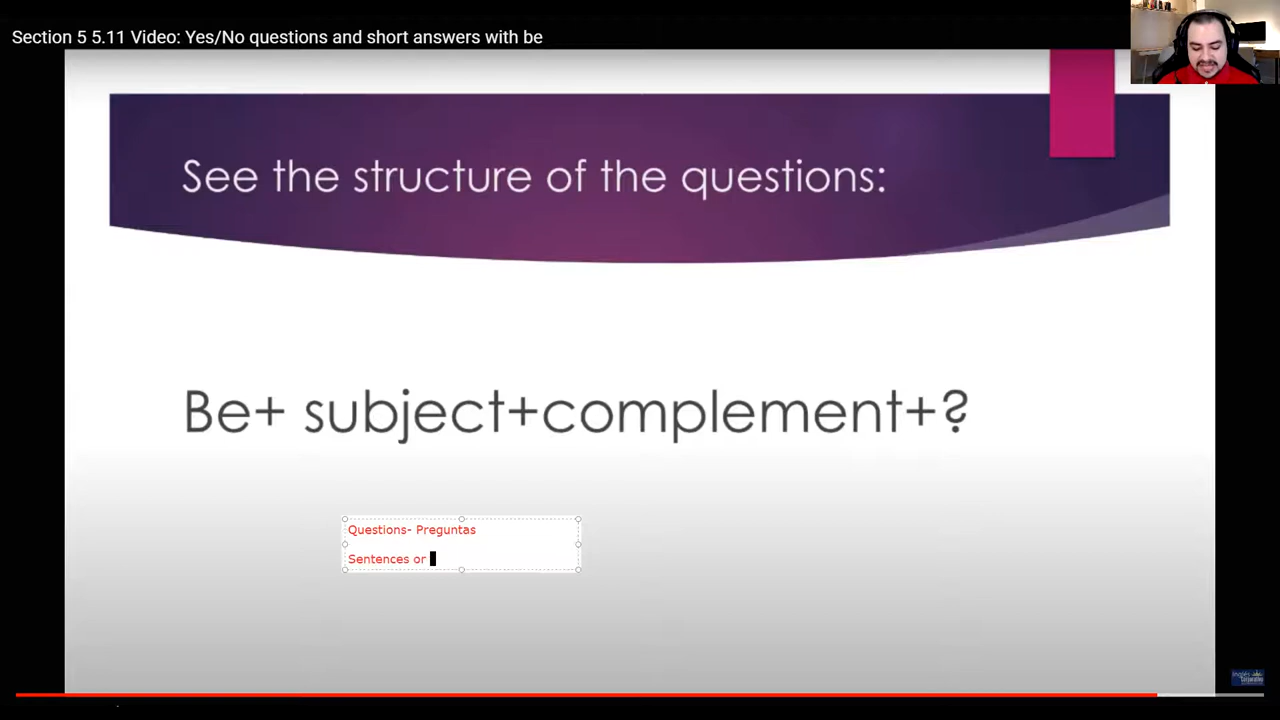 Section 5 5.11 Video: Yes/No questions and short answers with be
See the structure of the questions:
Be+ subject+complement+?
Questions- Preguntas
Sentences or